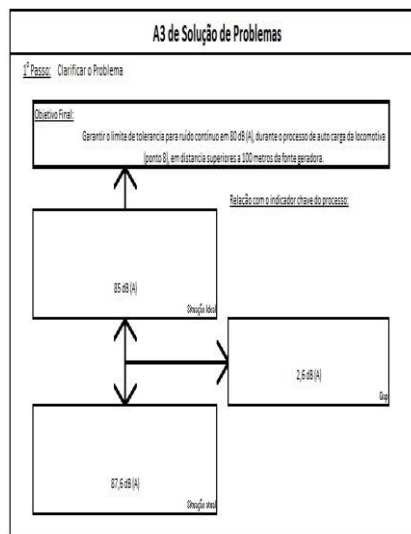 A3 de Solução de Problemas
1º Passo: Clarificar o Problema
Objetivo Final:
Garantir o limite de tolerancia para ruído continuo em 80 dB (A), durante o processo de auto carga da locomotiva
(ponto 8), em distancia superiores a 100 metros da fonte geradora.
Relação com o indicador chave do processo:
85 dB (A)
Situação Ideal
2,6 dB (A)
Gap
87,6 dB (A)
Situação atual